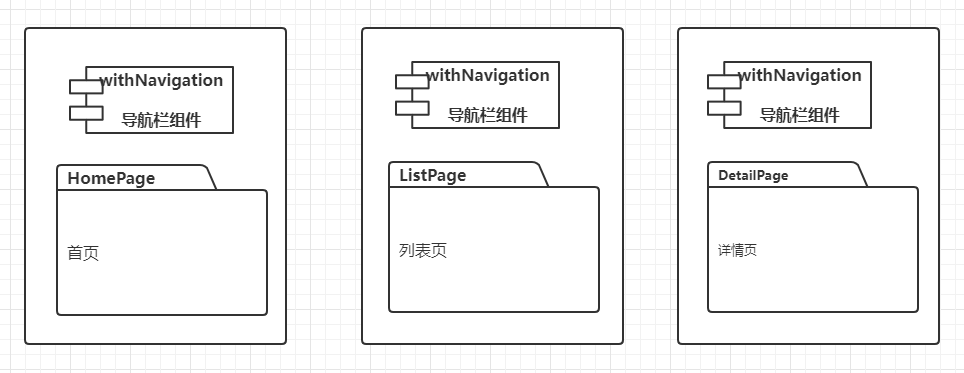 withNavigation
导航栏组件
HomePage
首页
withNavigation
导航栏组件
ListPage
列表页
withNavigation
导航栏组件
DetailPage
详情页